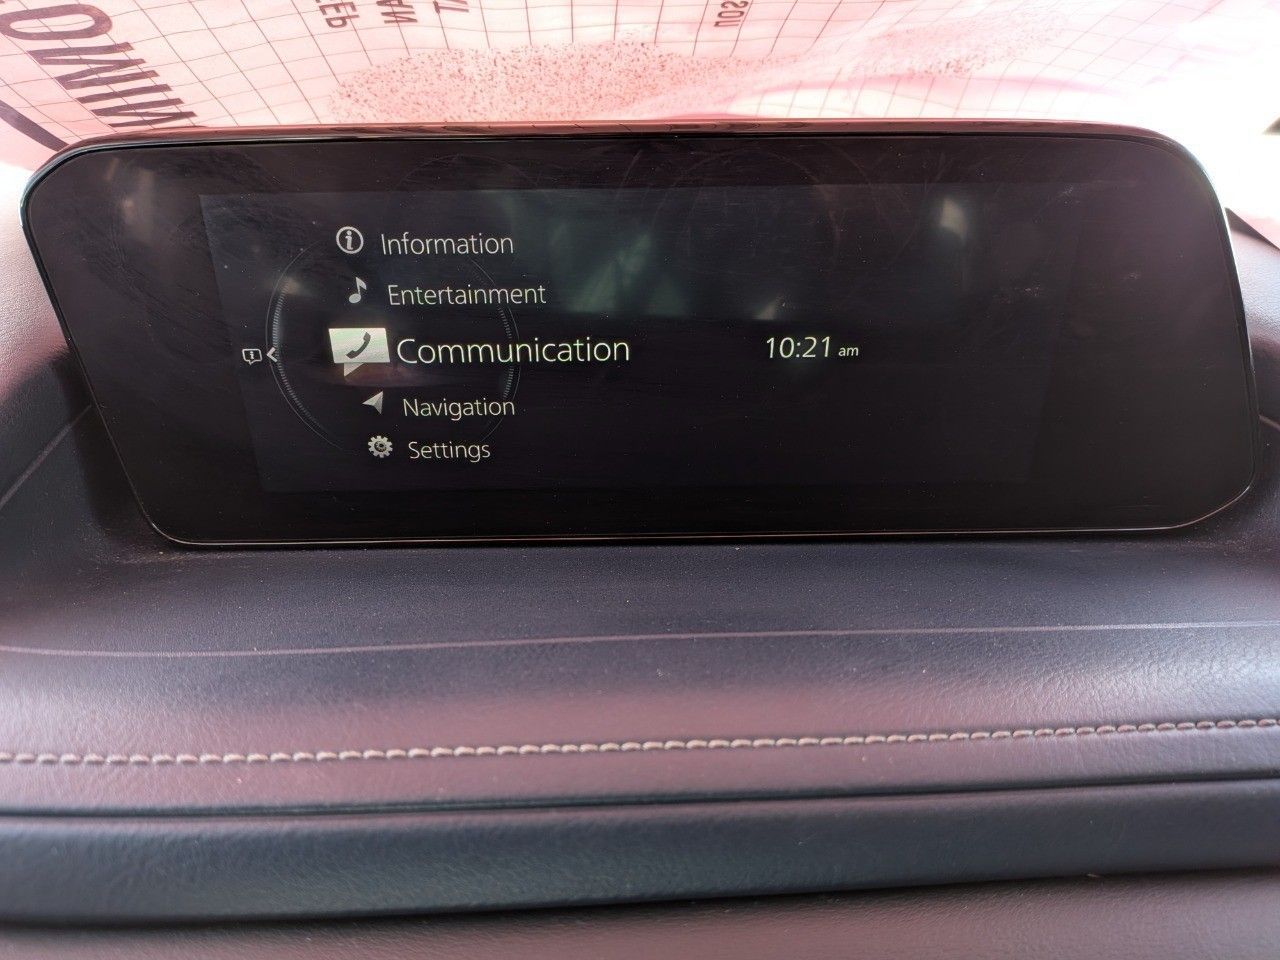 Information
Entertainment
Communication
10:21 am
Navigation
Settings